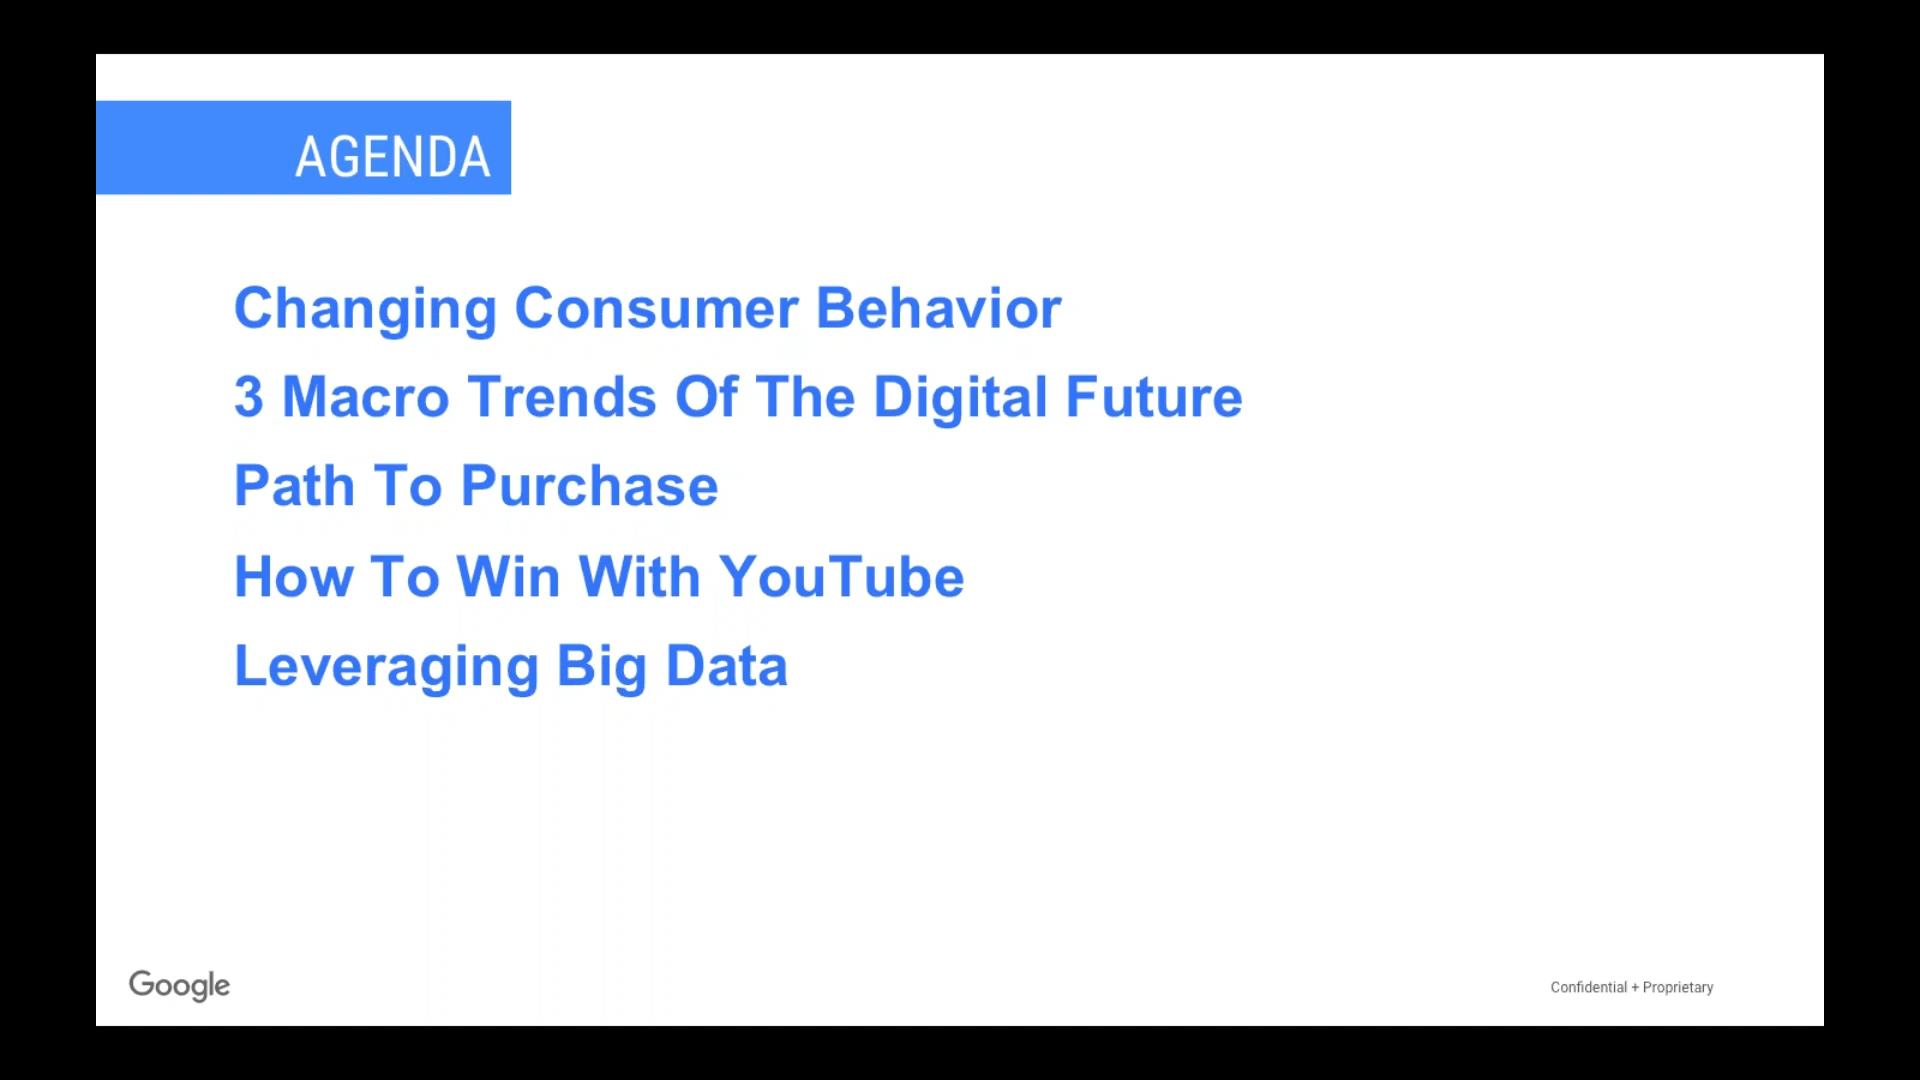 AGENDA
Changing Consumer Behavior
3 Macro Trends Of The Digital Future
Path To Purchase
How To Win With YouTube
Leveraging Big Data
Google
Confidential + Proprietary